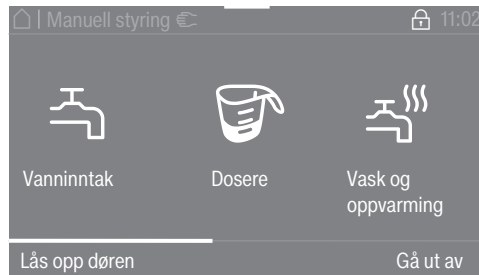 | Manuell styring
11:02
Vanninntak
Dosere
Vask og
oppvarming
Lås opp døren
Gå ut av